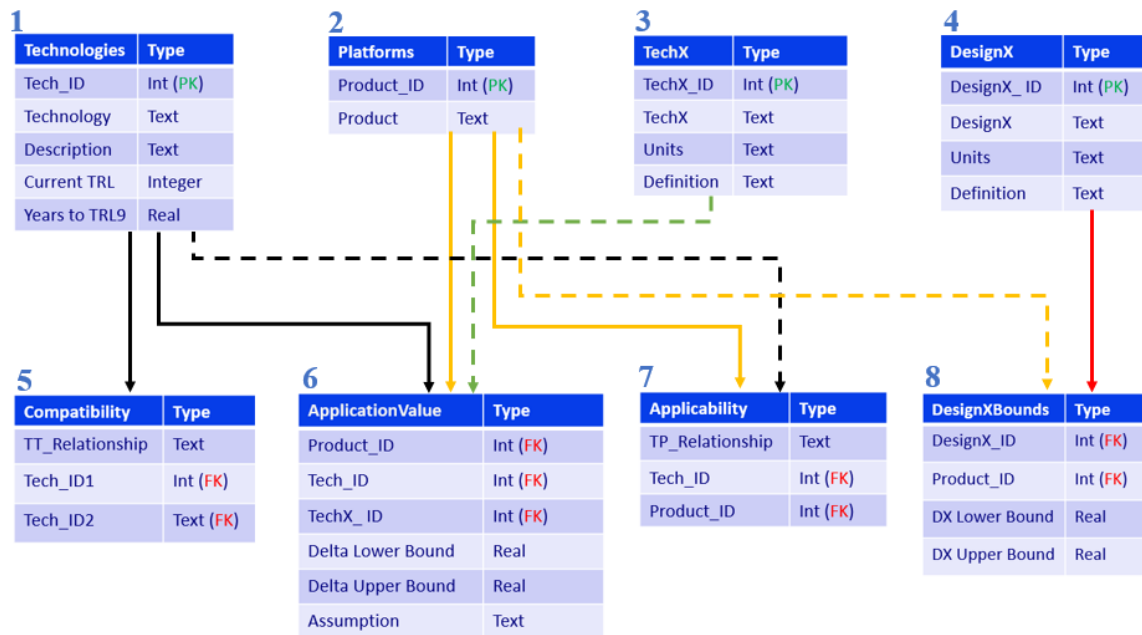 1
Technologies Type
Tech_ID Int (PK)
Technology Text
Description Text
Current TRL Integer
Years to TRL9 Real
2
Platforms Type
Product_ID Int (PK)
Product Text
3
TechX Type
TechX_ID Int (PK)
TechX Text
Units Text
Definition Text
4
DesignX Type
DesignX_ ID Int (PK)
DesignX Text
Units Text
Definition Text
5
Compatibility Type
TT_Relationship Text
Tech_ID1 Int (FK)
Tech_ID2 Text (FK)
6
ApplicationValue Type
Product_ID Int (FK)
Tech_ID Int (FK)
TechX_ ID Int (FK)
Delta Lower Bound Real
Delta Upper Bound Real
Assumption Text
7
Applicability Type
TP_Relationship Text
Tech_ID Int (FK)
Product_ID Int (FK)
8
DesignXBounds Type
DesignX_ID Int (FK)
Product_ID Int (FK)
DX Lower Bound Real
DX Upper Bound Real